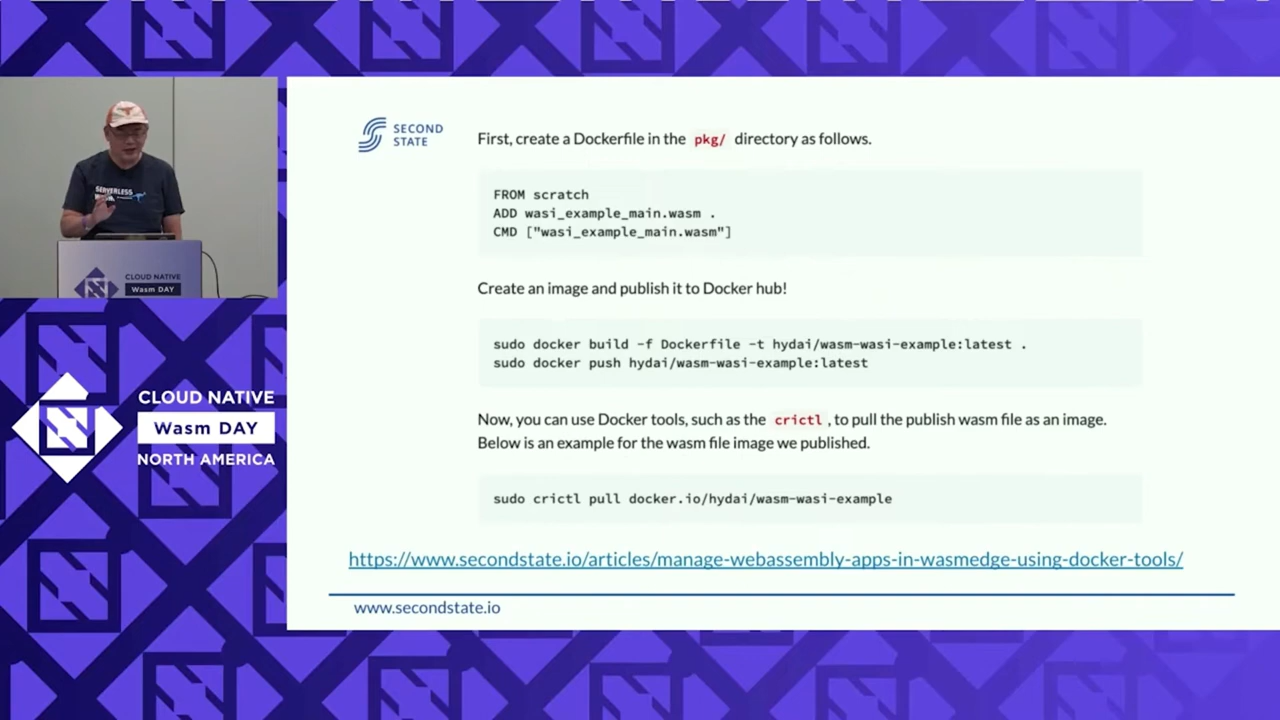 SECOND
STATE
First, create a Dockerfile in the pkg/ directory as follows.
FROM scratch
ADD wasi_example_main.wasm .
CMD ["wasi_example_main.wasm"]
Create an image and publish it to Docker hub!
sudo docker build -f Dockerfile -t hydai/wasm-wasi-example:latest .
sudo docker push hydai/wasm-wasi-example:latest
Now, you can use Docker tools, such as the crictl , to pull the publish wasm file as an image.
Below is an example for the wasm file image we published.
sudo crictl pull docker.io/hydai/wasm-wasi-example
https://www.secondstate.io/articles/manage-webassembly-apps-in-wasmedge-using-docker-tools/
www.secondstate.io
SERVERLESS
CLOUD NATIVE
Wasm DAY
CLOUD NATIVE
Wasm DAY
NORTH AMERICA